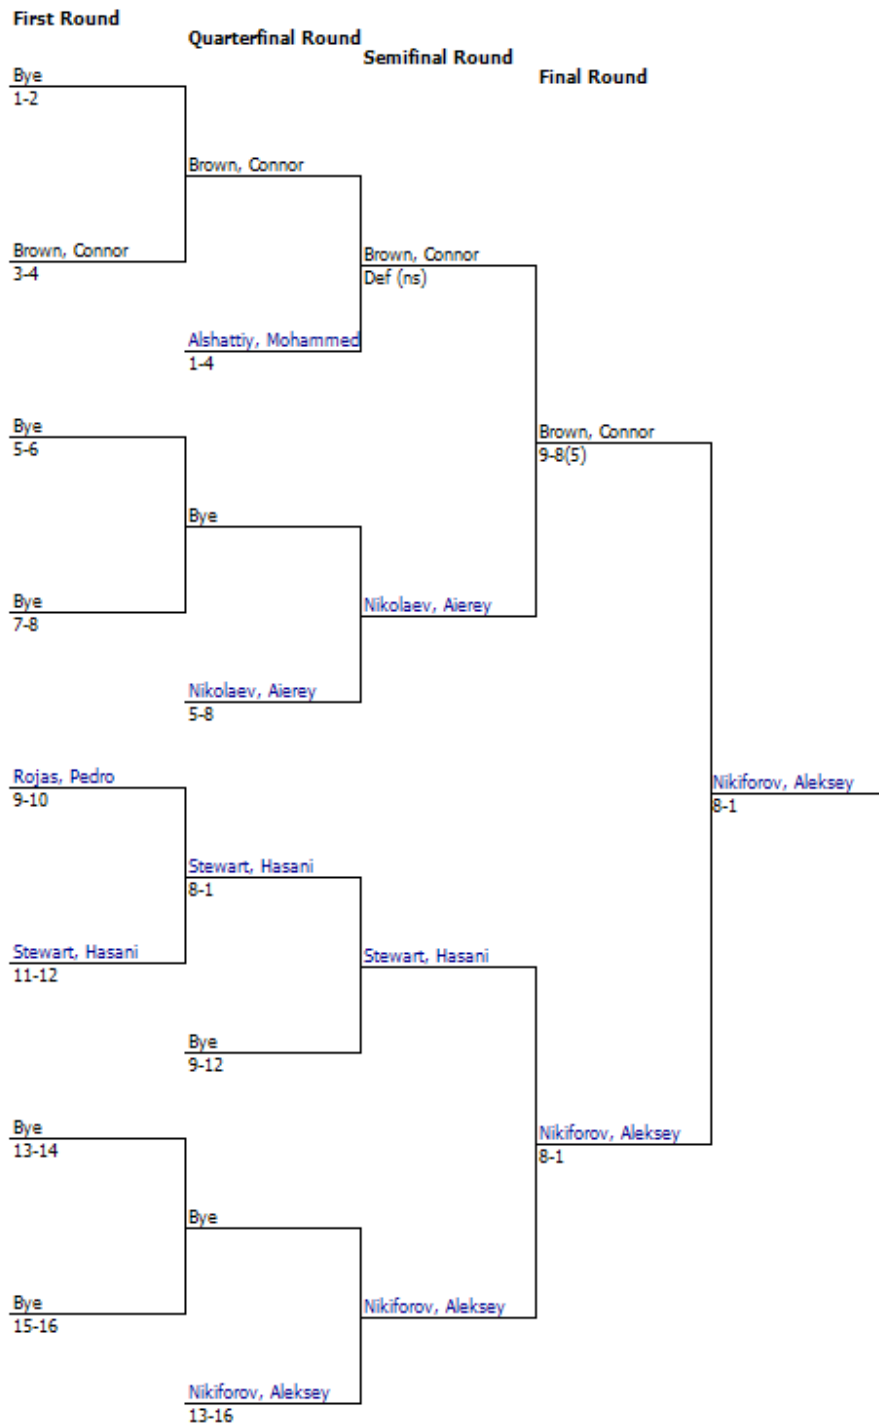 First Round
Quarterfinal Round
Semifinal Round
Final Round
Bye
1-2
Brown, Connor
Brown, Connor
3-4
Brown, Connor
Def (ns)
Alshattiy, Mohammed
1-4
Bye
5-6
Brown, Connor
9-8(5)
Bye
Bye
7-8
Nikolaev, Aierey
Nikolaev, Aierey
5-8
Rojas, Pedro
9-10
Nikiforov, Aleksey
8-1
Stewart, Hasani
8-1
Stewart, Hasani
11-12
Stewart, Hasani
Bye
9-12
Bye
13-14
Nikiforov, Aleksey
8-1
Bye
Bye
15-16
Nikiforov, Aleksey
Nikiforov, Aleksey
13-16